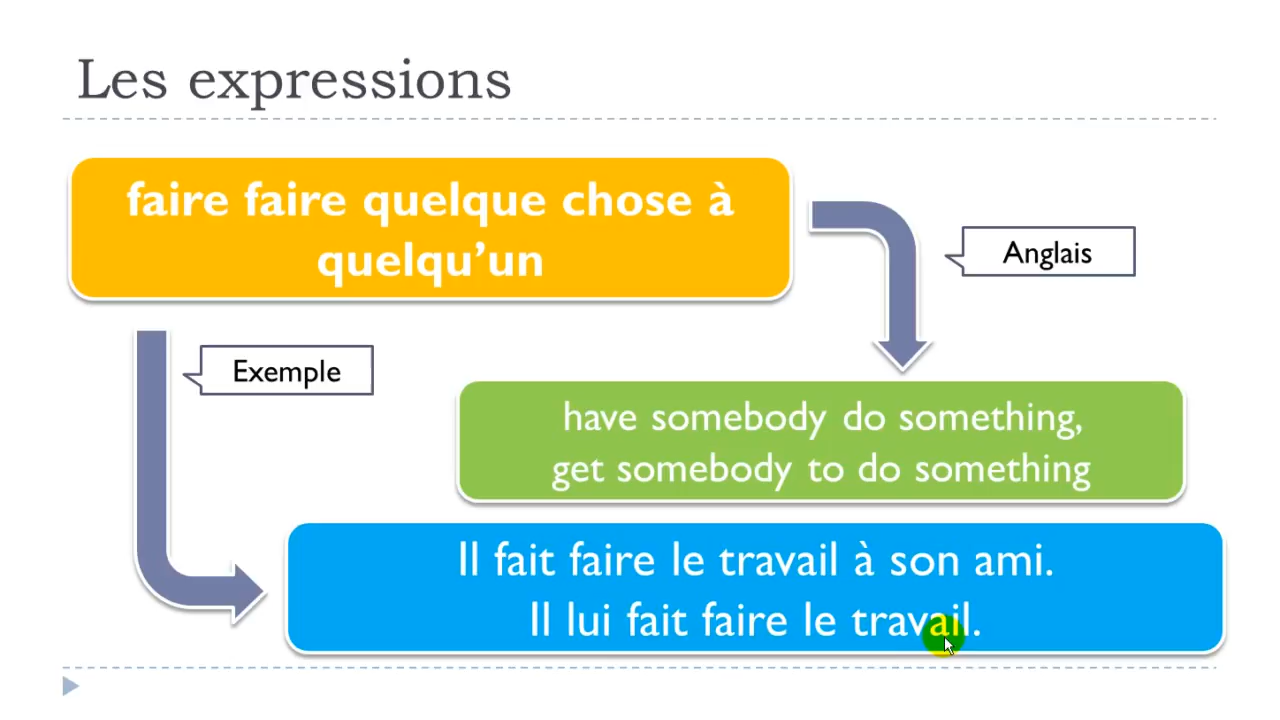 Les expressions
faire faire quelque chose à
quelqu’un
Anglais
Exemple
have somebody do something,
get somebody to do something
Il fait faire le travail à son ami.
Il lui fait faire le travail.